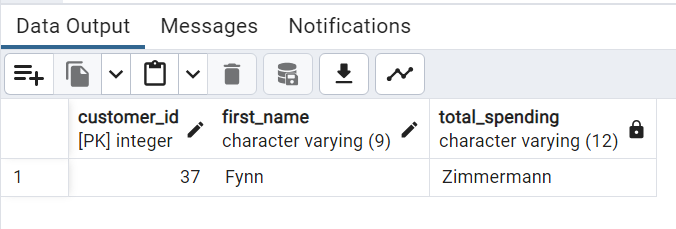 Data Output Messages Notifications
customer_id first_name total_spending
[PK] integer character varying (9) character varying (12)
1 37 Fynn Zimmermann